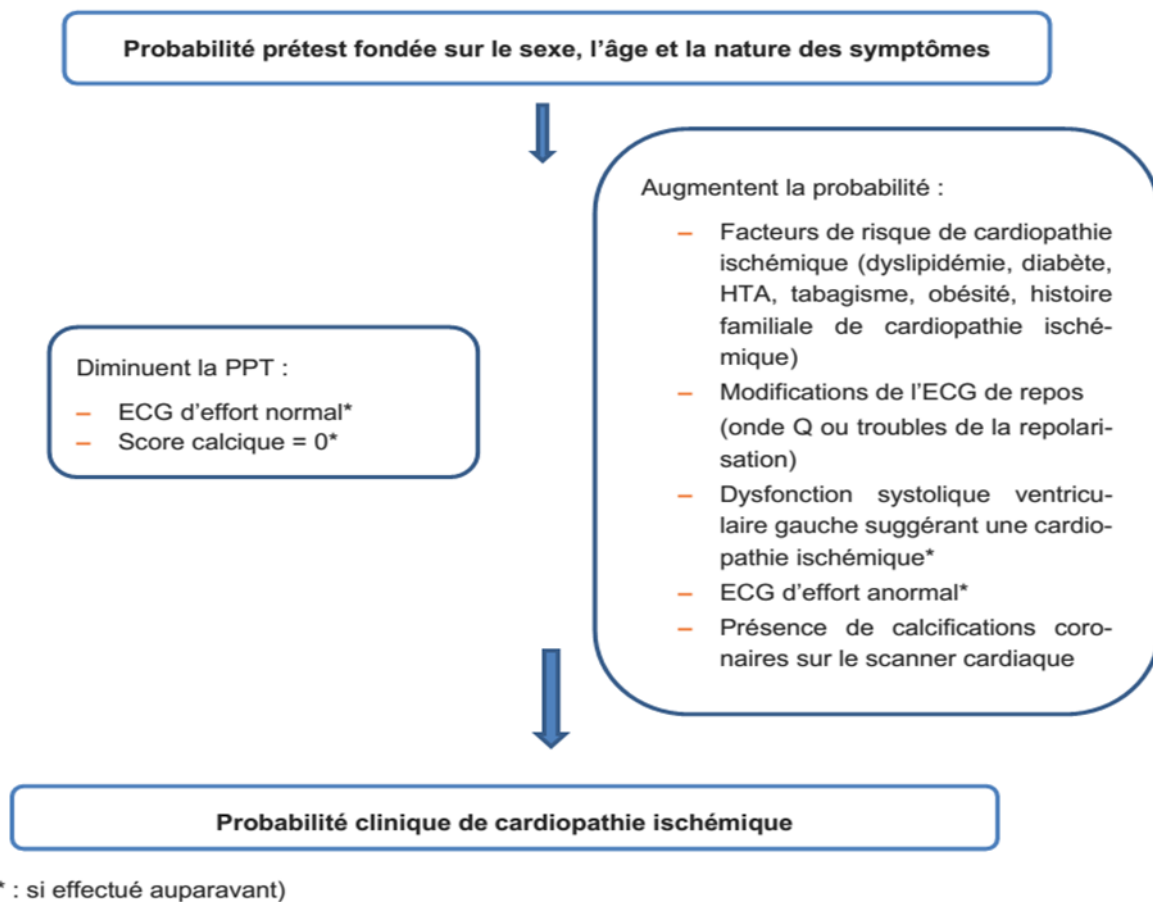 Probabilité prétest fondée sur le sexe, l'âge et la nature des symptômes
Augmentent la probabilité :
– Facteurs de risque de cardiopathie
ischémique (dyslipidémie, diabète,
HTA, tabagisme, obésité, histoire
familiale de cardiopathie isché-
mique)
– Modifications de l'ECG de repos
(onde Q ou troubles de la repolari-
sation)
– Dysfonction systolique ventricu-
laire gauche suggérant une cardio-
pathie ischémique*
– ECG d'effort anormal*
– Présence de calcifications coro-
naires sur le scanner cardiaque
Diminuent la PPT :
– ECG d'effort normal*
– Score calcique = 0*
Probabilité clinique de cardiopathie ischémique
* : si effectué auparavant)